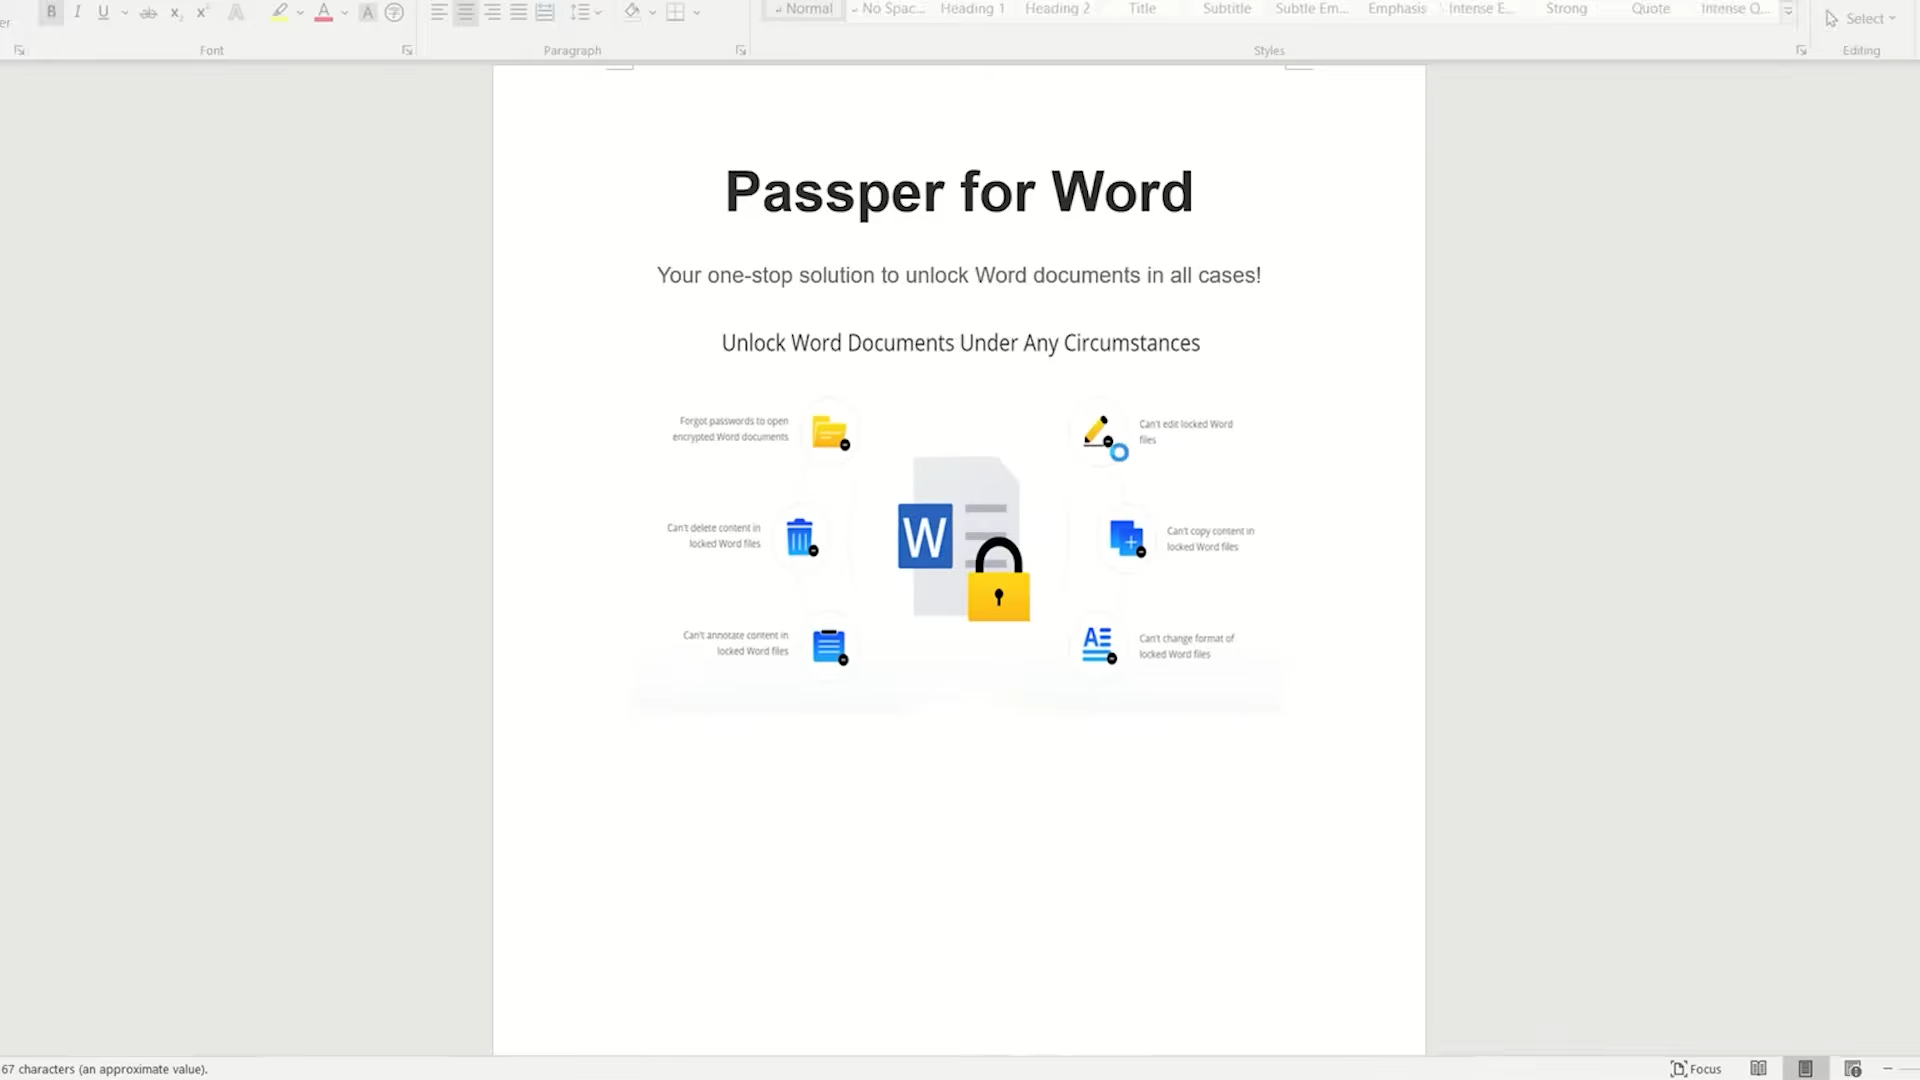 er
B I U ab x₂ x² A A A
Normal No Spac... Heading 1 Heading 2 Title Subtitle Subtle Em... Emphasis Intense E... Strong Quote Intense Q... Select
Font Paragraph Styles Editing
Passper for Word
Your one-stop solution to unlock Word documents in all cases!
Unlock Word Documents Under Any Circumstances
Forgot passwords to open
encrypted Word documents
Can't edit locked Word
files
Can't delete content in
locked Word files
W
Can't copy content in
locked Word files
Can't annotate content in
locked Word files
A
Can't change format of
locked Word files
67 characters (an approximate value). Focus